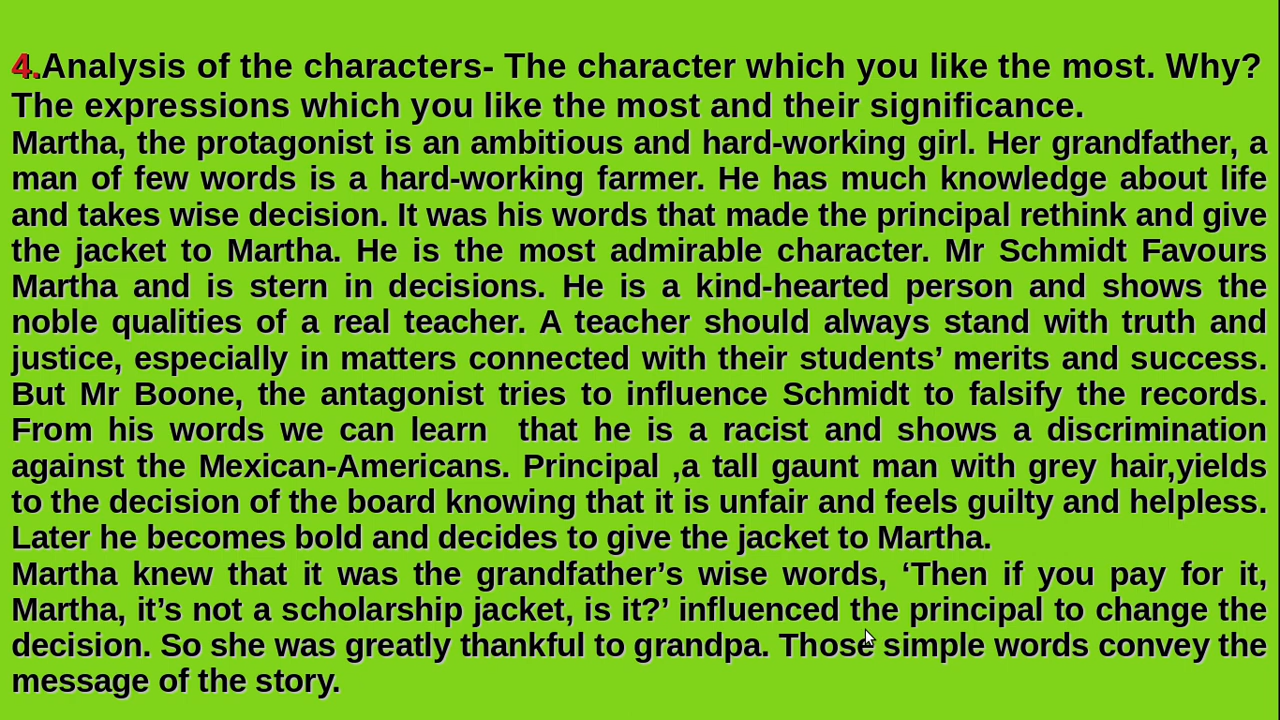 4.Analysis of the characters- The character which you like the most. Why?
The expressions which you like the most and their significance.
Martha, the protagonist is an ambitious and hard-working girl. Her grandfather, a
man of few words is a hard-working farmer. He has much knowledge about life
and takes wise decision. It was his words that made the principal rethink and give
the jacket to Martha. He is the most admirable character. Mr Schmidt Favours
Martha and is stern in decisions. He is a kind-hearted person and shows the
noble qualities of a real teacher. A teacher should always stand with truth and
justice, especially in matters connected with their students’ merits and success.
But Mr Boone, the antagonist tries to influence Schmidt to falsify the records.
From his words we can learn  that he is a racist and shows a discrimination
against the Mexican-Americans. Principal ,a tall gaunt man with grey hair,yields
to the decision of the board knowing that it is unfair and feels guilty and helpless.
Later he becomes bold and decides to give the jacket to Martha.
Martha knew that it was the grandfather’s wise words, ‘Then if you pay for it,
Martha, it’s not a scholarship jacket, is it?’ influenced the principal to change the
decision. So she was greatly thankful to grandpa. Those simple words convey the
message of the story.